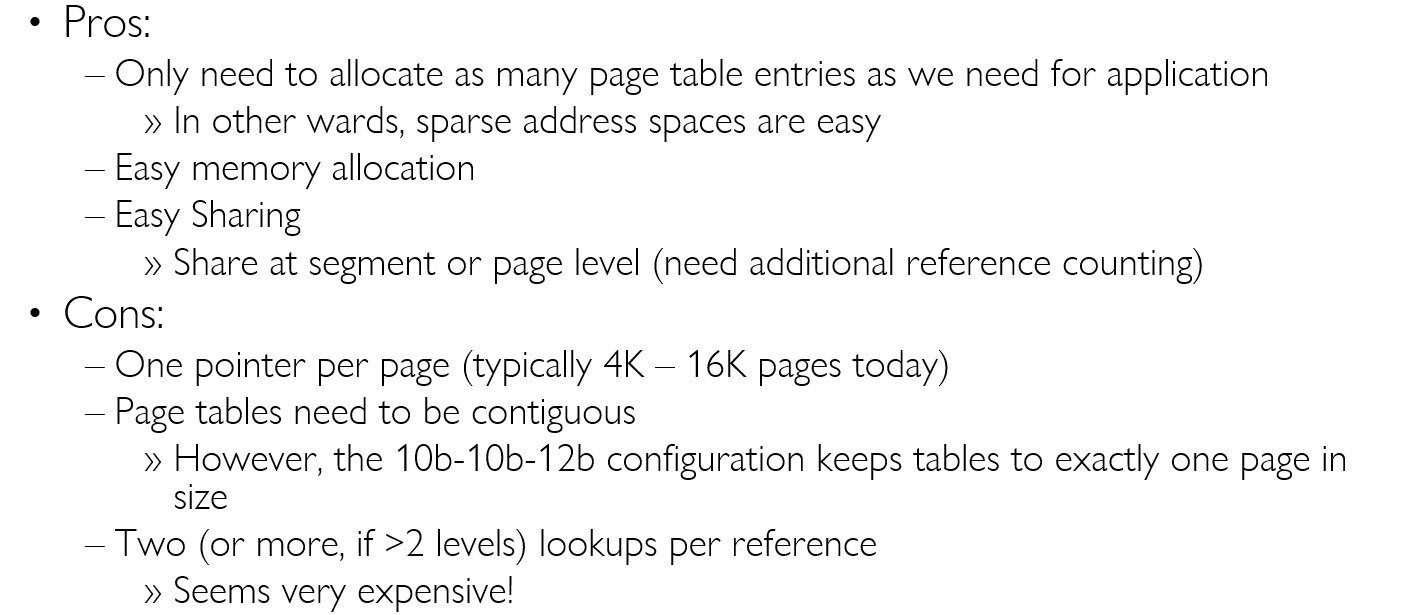 • Pros:
– Only need to allocate as many page table entries as we need for application
» In other wards, sparse address spaces are easy
– Easy memory allocation
– Easy Sharing
» Share at segment or page level (need additional reference counting)
• Cons:
– One pointer per page (typically 4K – 16K pages today)
– Page tables need to be contiguous
» However, the 10b-10b-12b configuration keeps tables to exactly one page in
size
– Two (or more, if >2 levels) lookups per reference
» Seems very expensive!